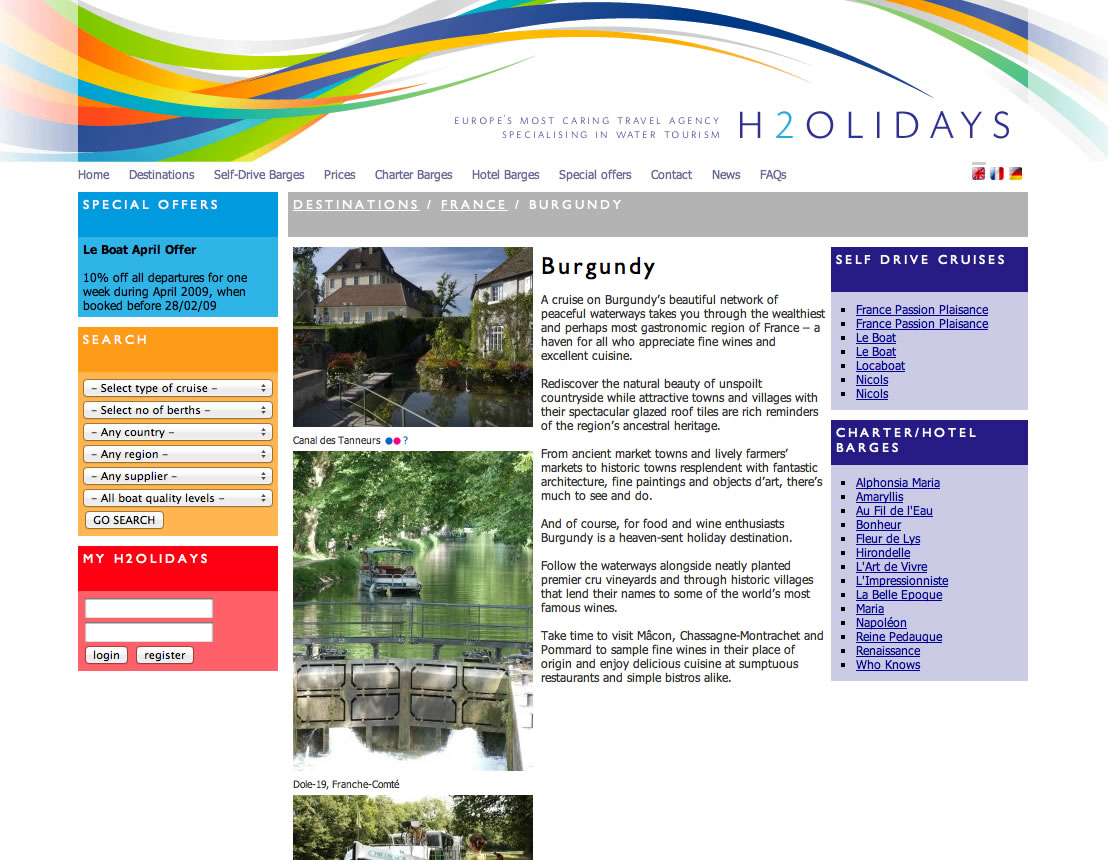 EUROPE'S MOST CARING TRAVEL AGENCY
SPECIALISING IN WATER TOURISM
H2OLIDAYS
Home Destinations Self-Drive Barges Prices Charter Barges Hotel Barges Special offers Contact News FAQs
SPECIAL OFFERS
Le Boat April Offer
10% off all departures for one
week during April 2009, when
booked before 28/02/09
SEARCH
– Select type of cruise –
– Select no of berths –
– Any country –
– Any region –
– Any supplier –
– All boat quality levels –
GO SEARCH
MY H2OLIDAYS
login register
DESTINATIONS / FRANCE / BURGUNDY
Canal des Tanneurs ?
Dole-19, Franche-Comté
Burgundy
A cruise on Burgundy’s beautiful network of
peaceful waterways takes you through the wealthiest
and perhaps most gastronomic region of France – a
haven for all who appreciate fine wines and
excellent cuisine.
Rediscover the natural beauty of unspoilt
countryside while attractive towns and villages with
their spectacular glazed roof tiles are rich reminders
of the region’s ancestral heritage.
From ancient market towns and lively farmers’
markets to historic towns resplendent with fantastic
architecture, fine paintings and objects d’art, there’s
much to see and do.
And of course, for food and wine enthusiasts
Burgundy is a heaven-sent holiday destination.
Follow the waterways alongside neatly planted
premier cru vineyards and through historic villages
that lend their names to some of the world’s most
famous wines.
Take time to visit Mâcon, Chassagne-Montrachet and
Pommard to sample fine wines in their place of
origin and enjoy delicious cuisine at sumptuous
restaurants and simple bistros alike.
SELF DRIVE CRUISES
France Passion Plaisance
France Passion Plaisance
Le Boat
Le Boat
Locaboat
Nicols
Nicols
CHARTER/HOTEL
BARGES
Alphonsia Maria
Amaryllis
Au Fil de l'Eau
Bonheur
Fleur de Lys
Hirondelle
L'Art de Vivre
L'Impressionniste
La Belle Epoque
Maria
Napoléon
Reine Pedauque
Renaissance
Who Knows